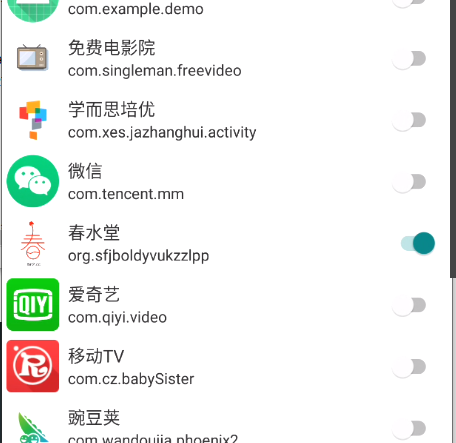 com.example.demo
免费电影院
com.singleman.freevideo
学而思培优
com.xes.jazhanghui.activity
微信
com.tencent.mm
春水堂
org.sfjboldyvukzzlpp
爱奇艺
com.qiyi.video
移动TV
com.cz.babySister
豌豆荚
com.wandoujia.phoenix2
春
QIY
R